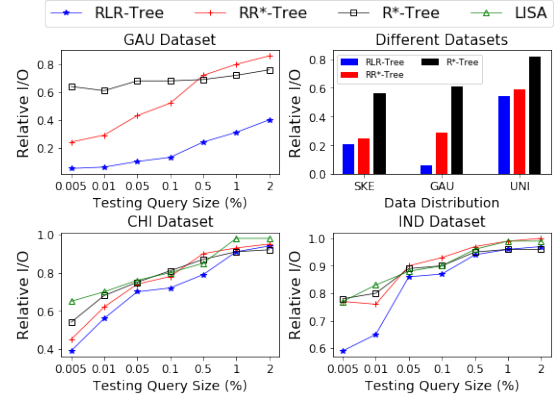 RLR-Tree RR*-Tree R*-Tree LISA
GAU Dataset
Relative I/O
0.8
0.6
0.4
0.2
0.005 0.01 0.05 0.1 0.5 1 2
Testing Query Size (%)
Different Datasets
Relative I/O
0.8
0.6
0.4
0.2
0.0
RLR-Tree R*-Tree
RR*-Tree
SKE GAU UNI
Data Distribution
CHI Dataset
Relative I/O
1.0
0.8
0.6
0.4
0.005 0.01 0.05 0.1 0.5 1 2
Testing Query Size (%)
IND Dataset
Relative I/O
1.0
0.9
0.8
0.7
0.6
0.005 0.01 0.05 0.1 0.5 1 2
Testing Query Size (%)